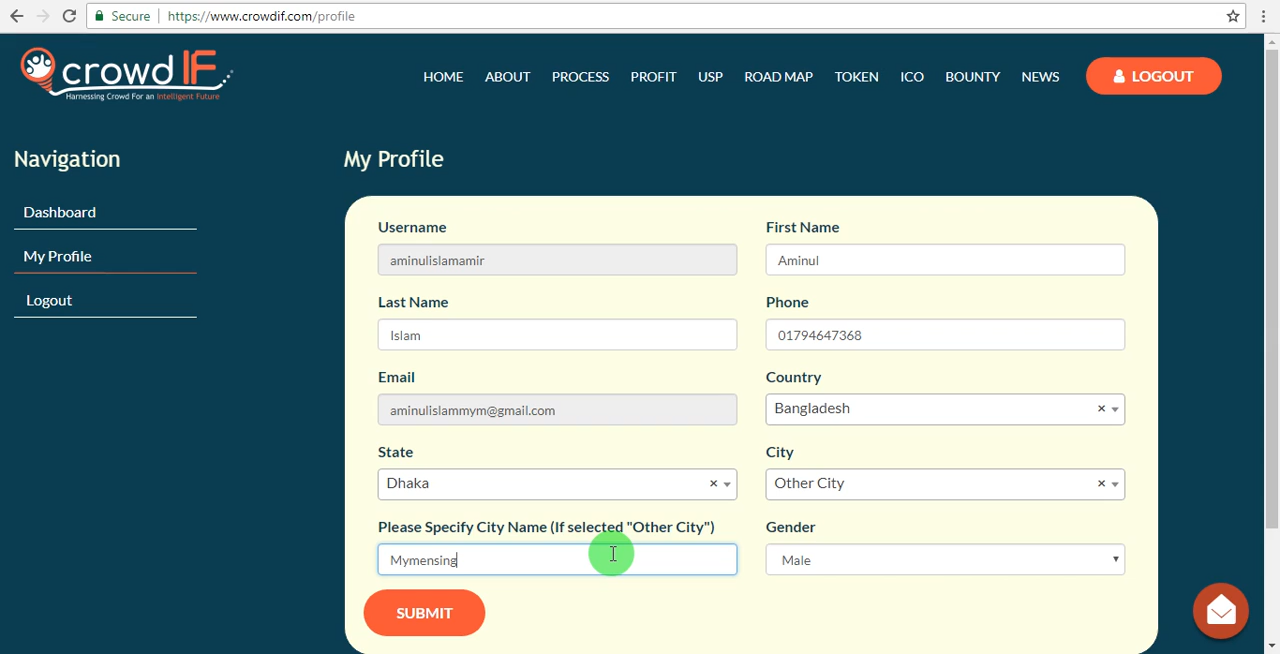 Secure https://www.crowdif.com/profile
crowdIF
Harnessing Crowd For an Intelligent Future
HOME ABOUT PROCESS PROFIT USP ROAD MAP TOKEN ICO BOUNTY NEWS LOGOUT
Navigation
Dashboard
My Profile
Logout
My Profile
Username
aminulislamamir
First Name
Aminul
Last Name
Islam
Phone
01794647368
Email
aminulislammym@gmail.com
Country
Bangladesh ×
State
Dhaka ×
City
Other City ×
Please Specify City Name (If selected "Other City")
Mymensing
Gender
Male
SUBMIT